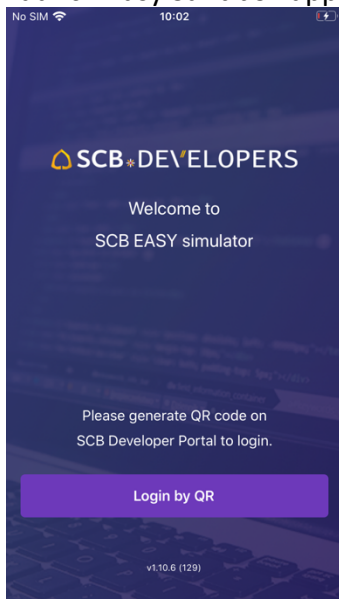 No SIM 10:02
SCB DEVELOPERS
Welcome to
SCB EASY simulator
Please generate QR code on
SCB Developer Portal to login.
Login by QR
v1.10.6 (129)